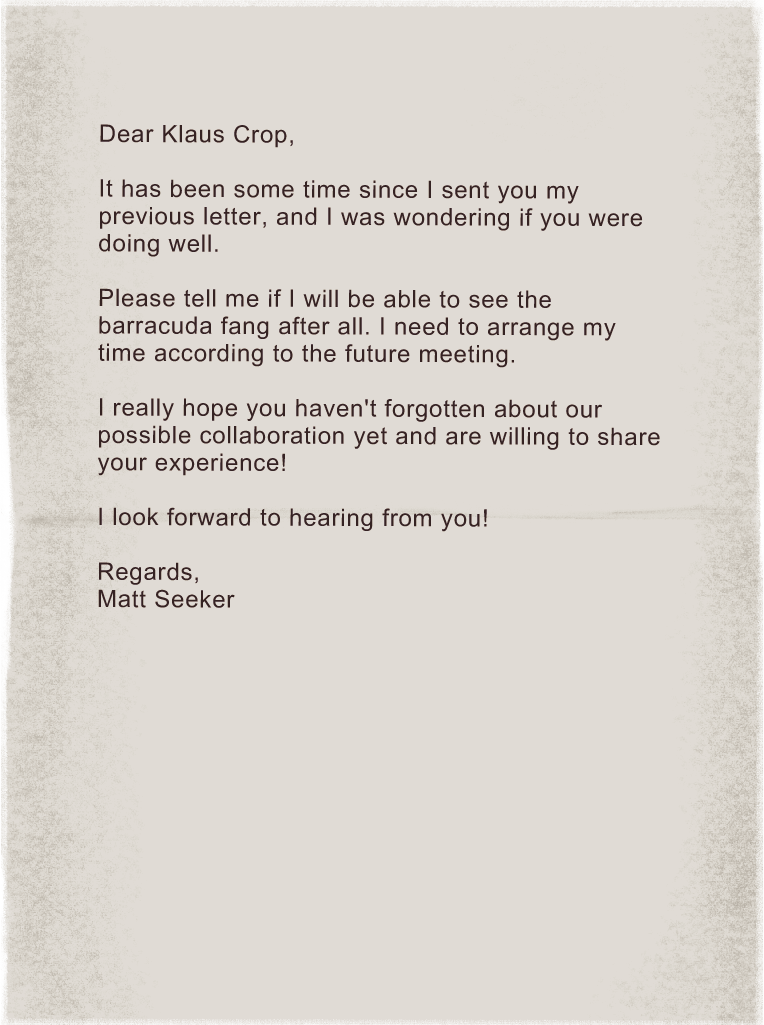 Dear Klaus Crop,
It has been some time since I sent you my
previous letter, and I was wondering if you were
doing well.
Please tell me if I will be able to see the
barracuda fang after all. I need to arrange my
time according to the future meeting.
I really hope you haven't forgotten about our
possible collaboration yet and are willing to share
your experience!
I look forward to hearing from you!
Regards,
Matt Seeker